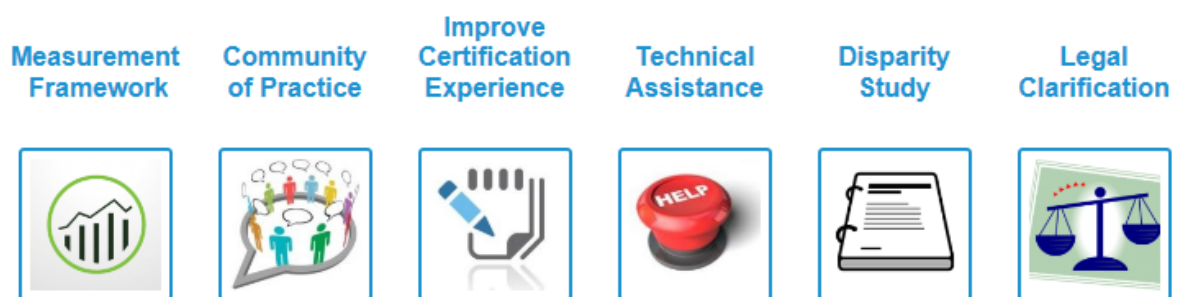 Measurement
Framework
Community
of Practice
Improve
Certification
Experience
Technical
Assistance
Disparity
Study
Legal
Clarification
HELP